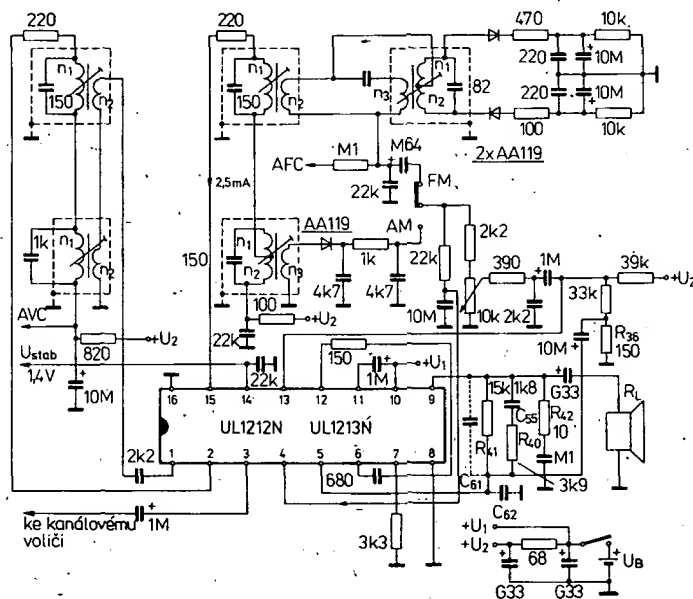 220
220
470
10k
n₁
150
n₂
n₁
150
n₂
n₃
n₁
n₂
82
220
+
10M
220
10M
+
100
10k
2xAA119
AFC
M1
M64
+
22k
FM
2,5mA
AM
AA119
1k
n₁
n₂
n₁
n₂
n₃
1k
4k7
4k7
22k
2k2
390
+
1M
39k
+U₂
10k
2k2
33k
10M
+
R₃₆
150
10M
+
150
AVC
820
+U₂
100
+U₂
22k
Ustab
1,4V
+
10M
22k
150
1M
+
+U₁
16
15
14
13
12
11
10
9
UL1212N
UL1213N
1
2
3
4
5
6
7
8
15k
1k8
+
G33
R_L
C₅₅
R₄₂
10
R₄₁
R₄₀
M1
C₆₁
3k9
C₆₂
2k2
680
3k3
ke kanálovému
voliči
+
1M
+U₁
+U₂
68
+
+
+
U_B
G33
G33